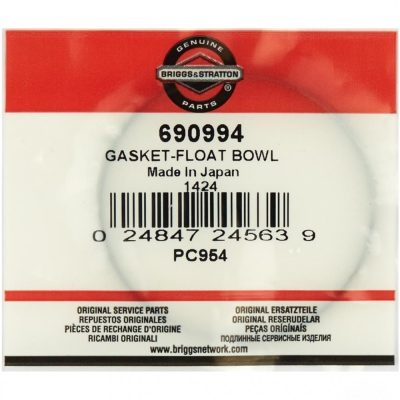 GENUINE
BRIGGS&STRATTON
®
PARTS
690994
GASKET-FLOAT BOWL
Made In Japan
1424
0 24847 24563 9
PC954
ORIGINAL SERVICE PARTS
REPUESTOS ORIGINALES
PIÈCES DE RECHANGE D'ORIGINE
RICAMBI ORIGINALI
ORIGINAL ERSATZTEILE
ORIGINAL RESERUDELAR
PEÇAS ORIGÍNAÍS
ПОДЛИННЫЕ СЕРВИСНЫЕ ИЗДЕЛИЯ
www.briggsnetwork.com